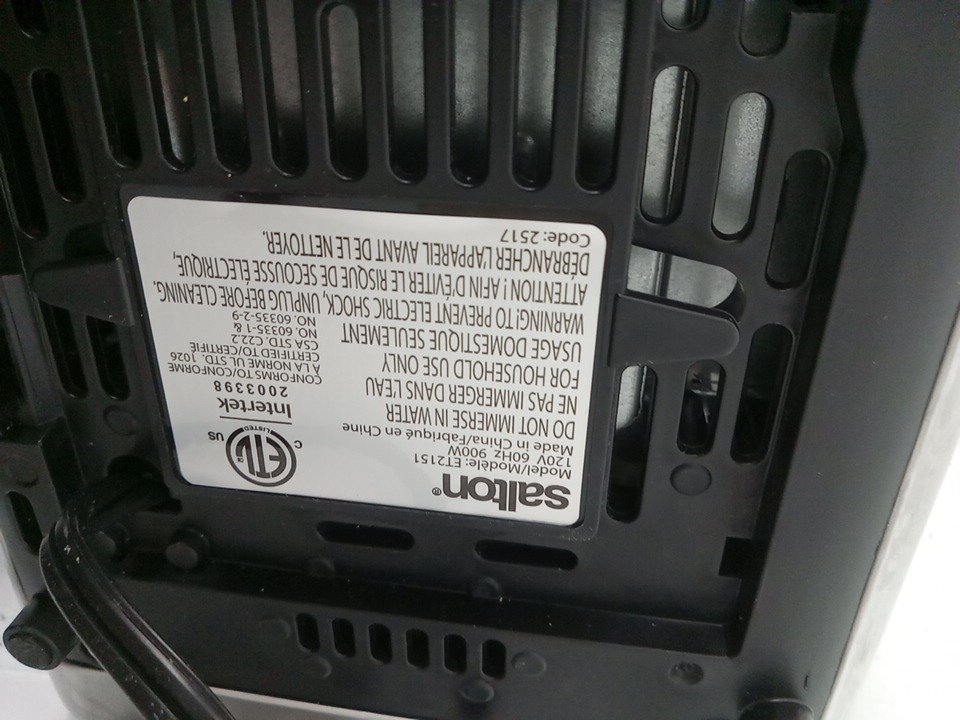 salton®
Model/Modèle: ET2151
120V 60Hz 900W
Made in China/Fabriqué en Chine
DO NOT IMMERSE IN WATER
NE PAS IMMERGER DANS L'EAU
FOR HOUSEHOLD USE ONLY
USAGE DOMESTIQUE SEULEMENT
WARNING! TO PREVENT ELECTRIC SHOCK, UNPLUG BEFORE CLEANING.
ATTENTION ! AFIN D'ÉVITER LE RISQUE DE SECOUSSE ÉLECTRIQUE,
DÉBRANCHER L'APPAREIL AVANT DE LE NETTOYER.
Code: 2517
ETL
LISTED
C US
Intertek
2003398
CONFORMS TO/CONFORME
À LA NORME UL STD. 1026
CERTIFIED TO/CERTIFIÉ
CSA STD. C22.2
NO. 60335-1 &
NO. 60335-2-9